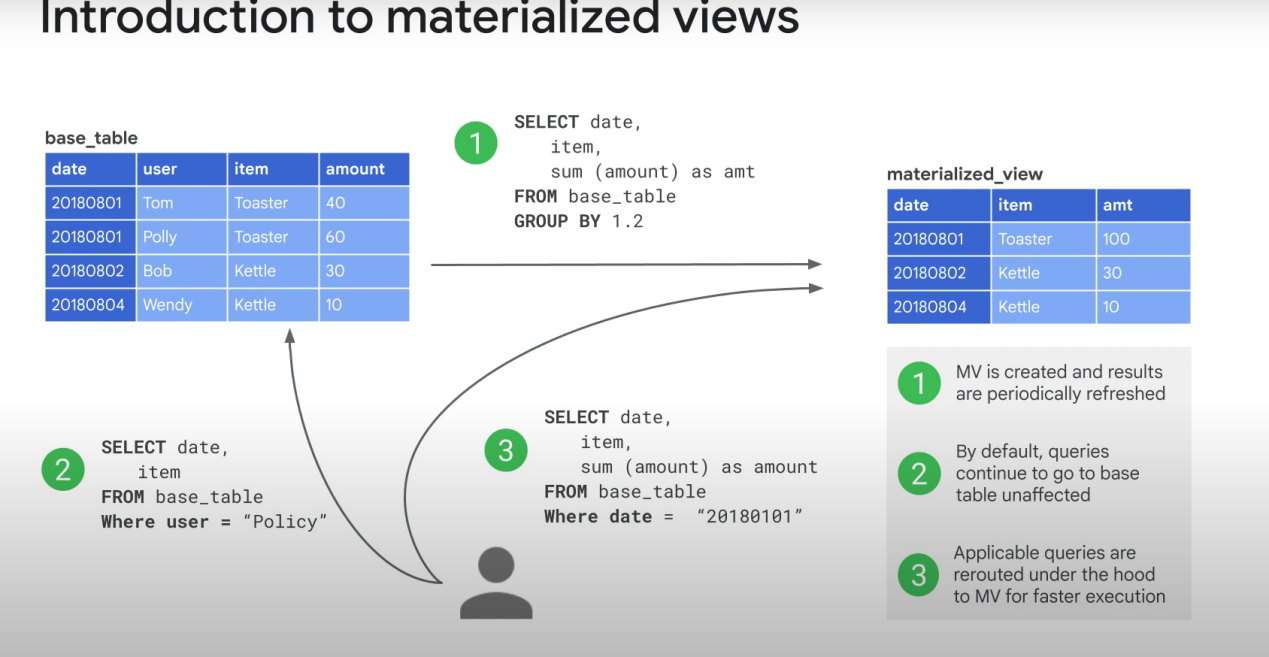 Introduction to materialized views
base_table
date user item amount
20180801 Tom Toaster 40
20180801 Polly Toaster 60
20180802 Bob Kettle 30
20180804 Wendy Kettle 10
1
SELECT date,
item,
sum (amount) as amt
FROM base_table
GROUP BY 1.2
materialized_view
date item amt
20180801 Toaster 100
20180802 Kettle 30
20180804 Kettle 10
2
SELECT date,
item
FROM base_table
Where user = “Policy”
3
SELECT date,
item,
sum (amount) as amount
FROM base_table
Where date = “20180101”
1
MV is created and results
are periodically refreshed
2
By default, queries
continue to go to base
table unaffected
3
Applicable queries are
rerouted under the hood
to MV for faster execution